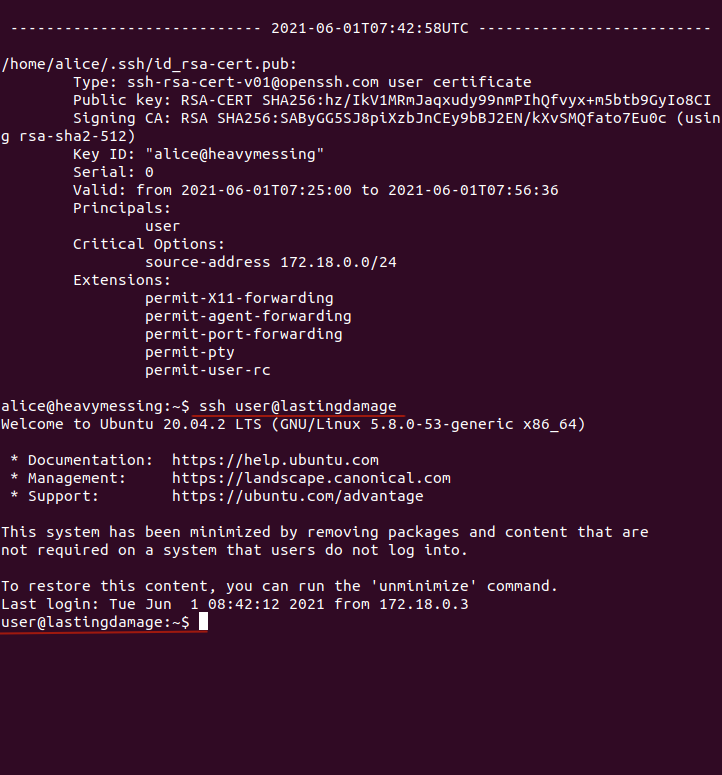 ---------------------------- 2021-06-01T07:42:58UTC --------------------------
/home/alice/.ssh/id_rsa-cert.pub:
        Type: ssh-rsa-cert-v01@openssh.com user certificate
        Public key: RSA-CERT SHA256:hz/IkV1MRmJaqxudy99nmPIhQfvyx+m5btb9GyIo8CI
        Signing CA: RSA SHA256:SAByGG5SJ8piXzbJnCEy9bBJ2EN/kXvSMQfato7Eu0c (usin
g rsa-sha2-512)
        Key ID: "alice@heavymessing"
        Serial: 0
        Valid: from 2021-06-01T07:25:00 to 2021-06-01T07:56:36
        Principals:
                user
        Critical Options:
                source-address 172.18.0.0/24
        Extensions:
                permit-X11-forwarding
                permit-agent-forwarding
                permit-port-forwarding
                permit-pty
                permit-user-rc
alice@heavymessing:~$ ssh user@lastingdamage
Welcome to Ubuntu 20.04.2 LTS (GNU/Linux 5.8.0-53-generic x86_64)
 * Documentation:  https://help.ubuntu.com
 * Management:     https://landscape.canonical.com
 * Support:        https://ubuntu.com/advantage
This system has been minimized by removing packages and content that are
not required on a system that users do not log into.
To restore this content, you can run the 'unminimize' command.
Last login: Tue Jun  1 08:42:12 2021 from 172.18.0.3
user@lastingdamage:~$